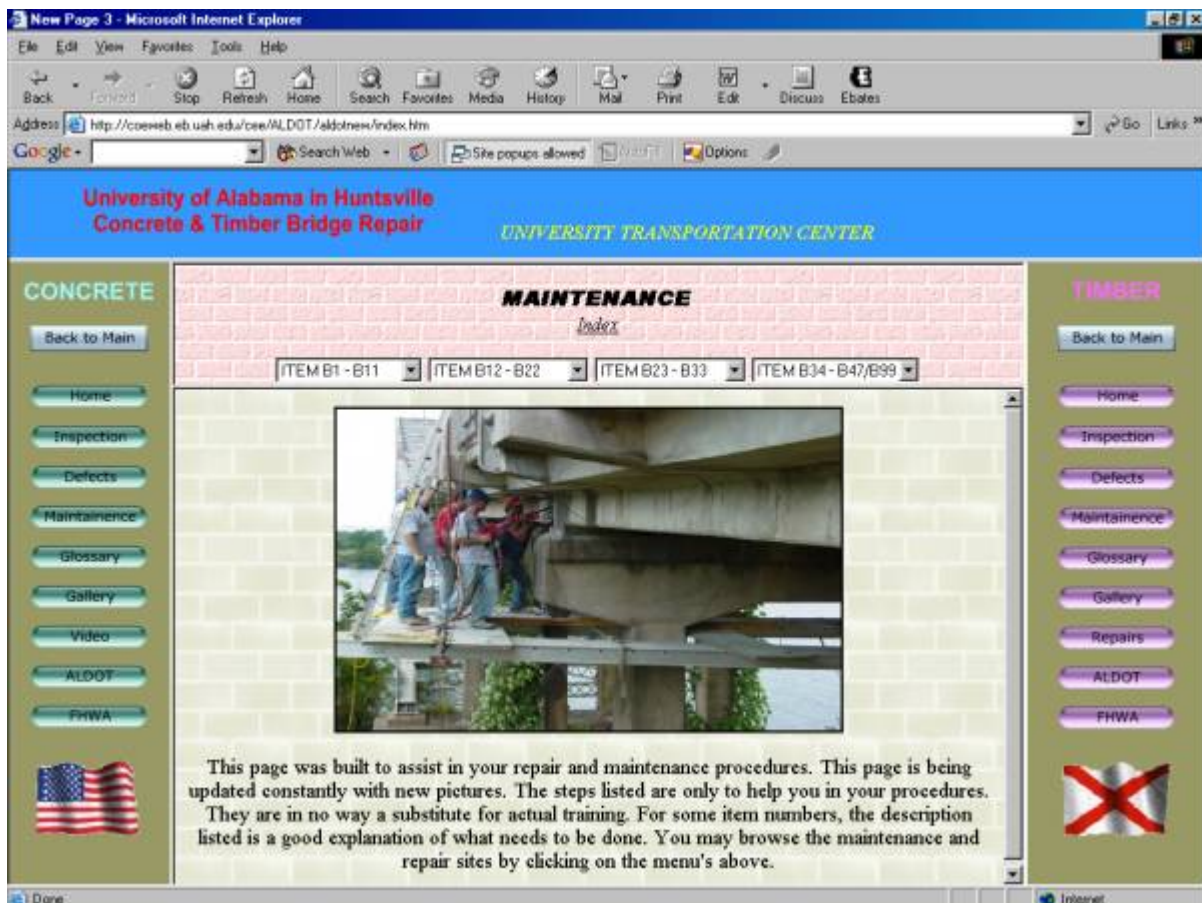 New Page 3 - Microsoft Internet Explorer
File Edit View Favorites Tools Help
Back Forward Stop Refresh Home Search Favorites Media History Mail Print Edit Discuss Ebates
Address http://coeweb.eb.uah.edu/cee/ALDOT/aldotnew/index.htm Go Links »
Google Search Web Site popups allowed AutoFill Options
University of Alabama in Huntsville
Concrete & Timber Bridge Repair
UNIVERSITY TRANSPORTATION CENTER
CONCRETE
Back to Main
Home
Inspection
Defects
Maintainence
Glossary
Gallery
Video
ALDOT
FHWA
MAINTENANCE
Index
ITEM B1 - B11 ITEM B12 - B22 ITEM B23 - B33 ITEM B34 - B47/B99
This page was built to assist in your repair and maintenance procedures. This page is being
updated constantly with new pictures. The steps listed are only to help you in your procedures.
They are in no way a substitute for actual training. For some item numbers, the description
listed is a good explanation of what needs to be done. You may browse the maintenance and
repair sites by clicking on the menu's above.
TIMBER
Back to Main
Home
Inspection
Defects
Maintainence
Glossary
Gallery
Repairs
ALDOT
FHWA
Done Internet